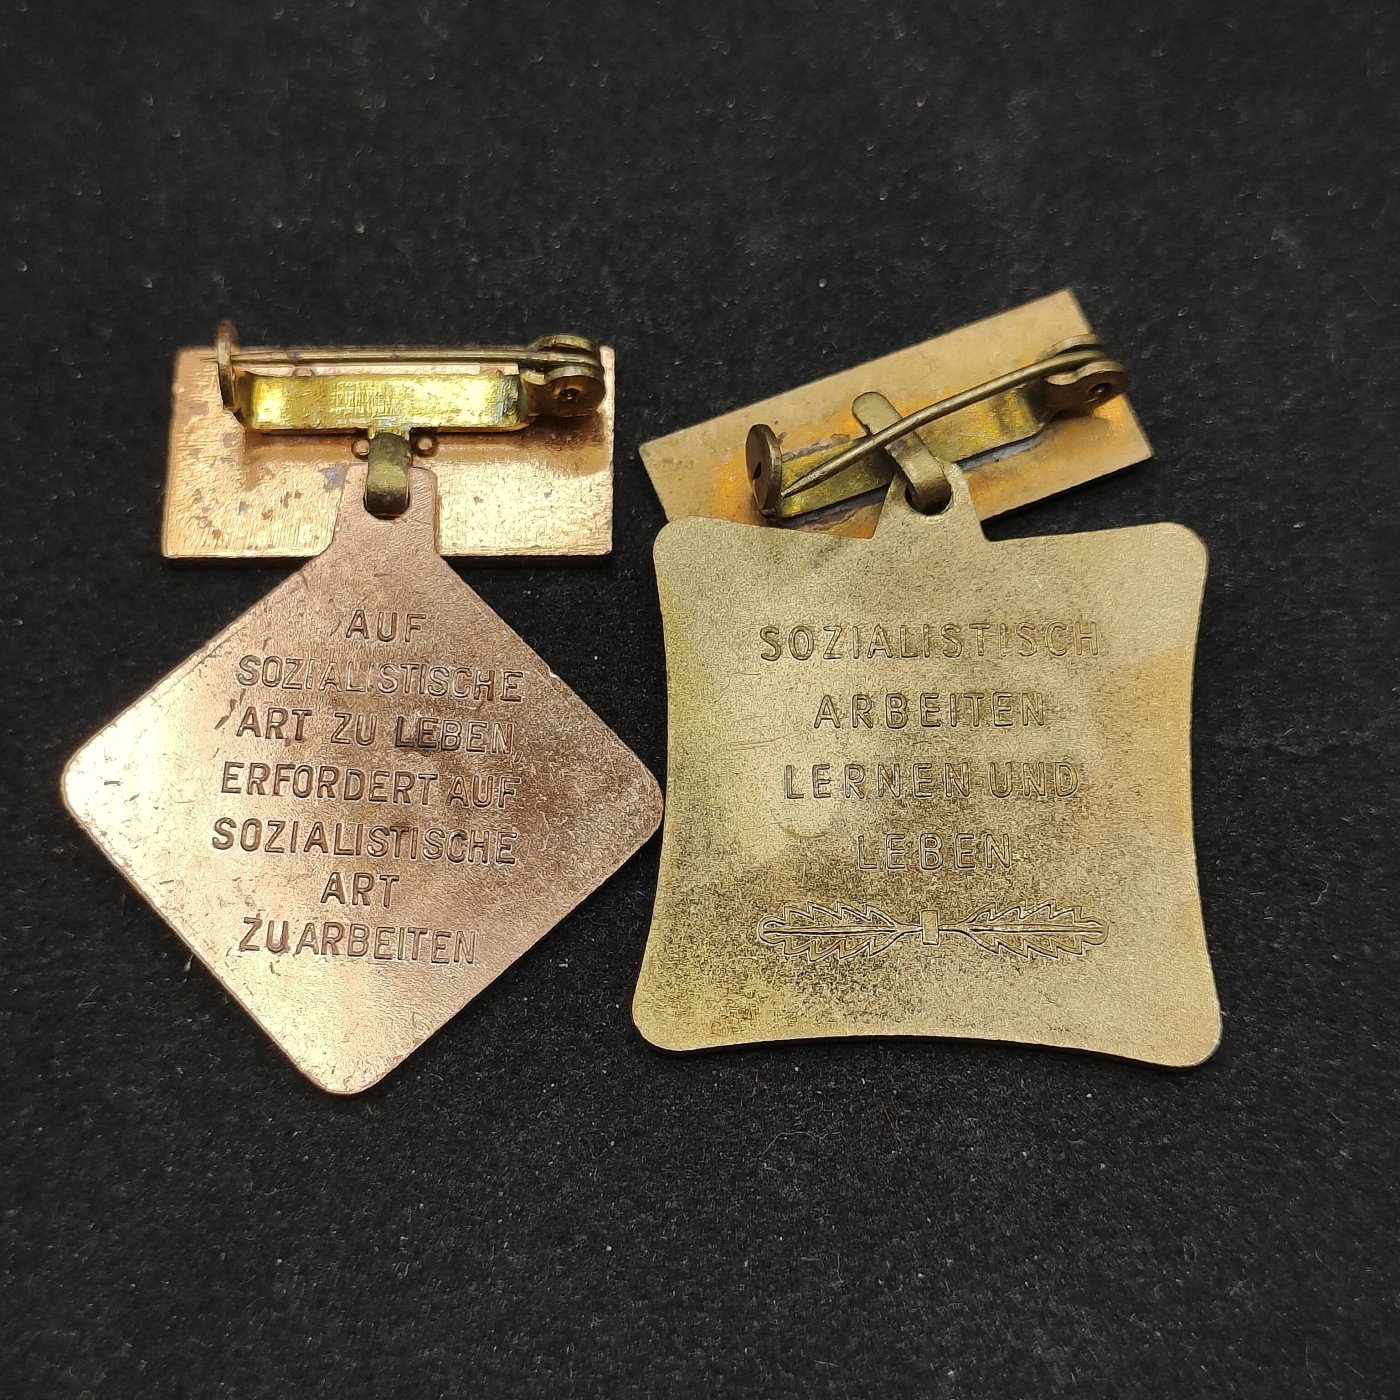 AUF
SOZIALISTISCHE
ART ZU LEBEN
ERFORDERT AUF
SOZIALISTISCHE
ART
ZU ARBEITEN
SOZIALISTISCH
ARBEITEN
LERNEN UND
LEBEN